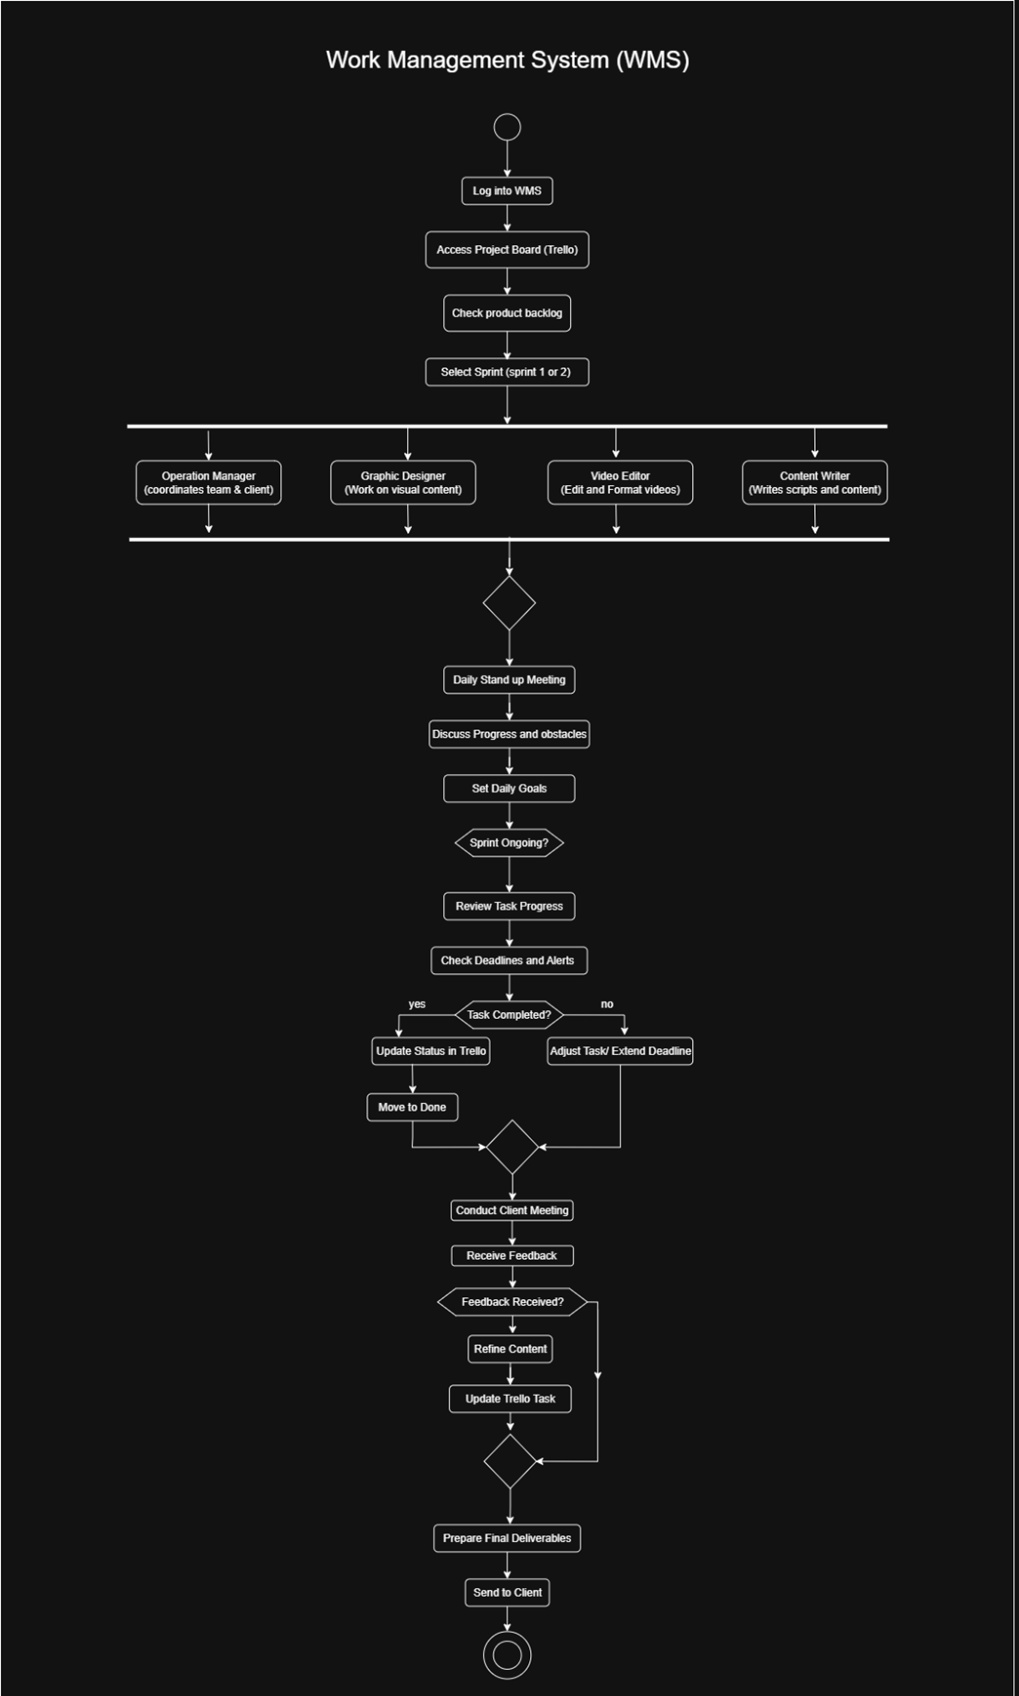 Work Management System (WMS)
Log into WMS
Access Project Board (Trello)
Check product backlog
Select Sprint (sprint 1 or 2)
Operation Manager
(coordinates team & client)
Graphic Designer
(Work on visual content)
Video Editor
(Edit and Format videos)
Content Writer
(Writes scripts and content)
Daily Stand up Meeting
Discuss Progress and obstacles
Set Daily Goals
Sprint Ongoing?
Review Task Progress
Check Deadlines and Alerts
yes
Task Completed?
no
Update Status in Trello
Adjust Task/ Extend Deadline
Move to Done
Conduct Client Meeting
Receive Feedback
Feedback Received?
Refine Content
Update Trello Task
Prepare Final Deliverables
Send to Client